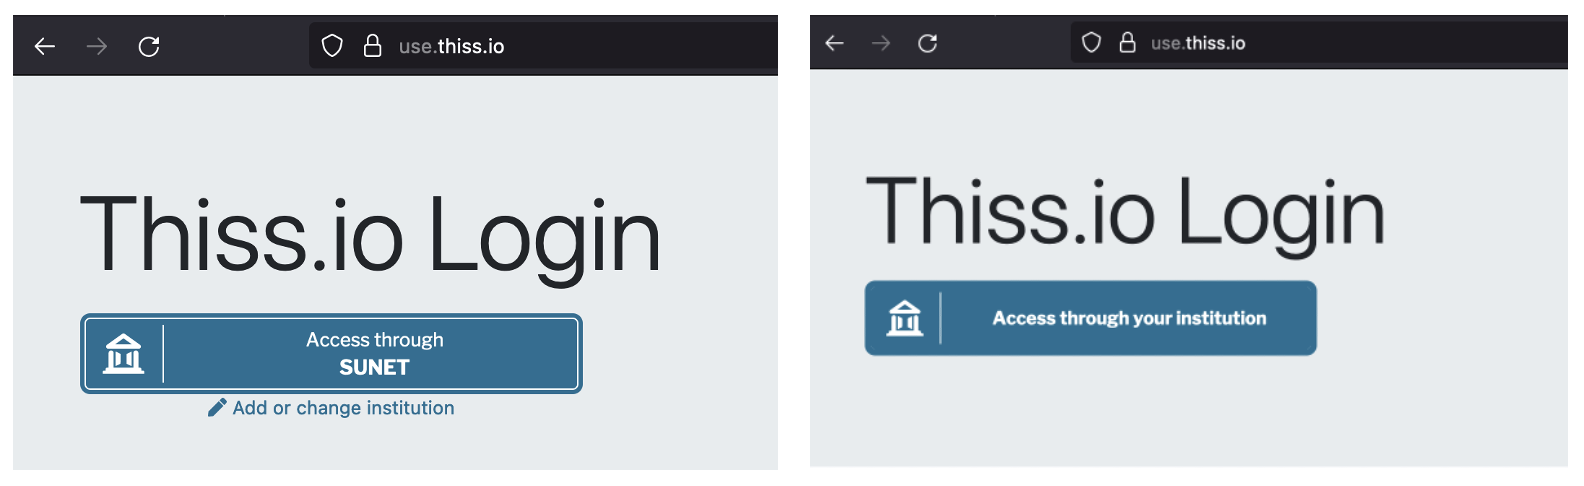 use.thiss.io
Thiss.io Login
Access through
SUNET
Add or change institution
use.thiss.io
Thiss.io Login
Access through your institution